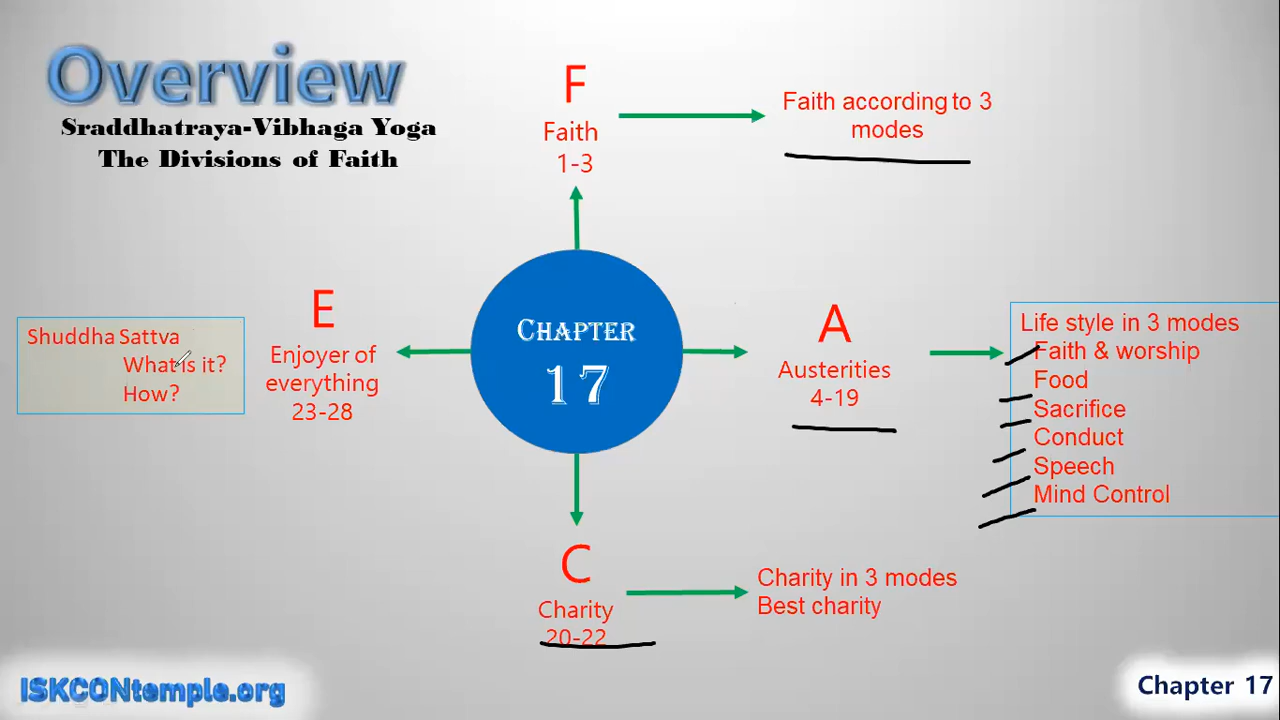 Overview
Sraddhatraya-Vibhaga Yoga
The Divisions of Faith
F
Faith
1-3
Faith according to 3
modes
Shuddha Sattva
What is it?
How?
E
Enjoyer of
everything
23-28
CHAPTER
17
A
Austerities
4-19
Life style in 3 modes
Faith & worship
Food
Sacrifice
Conduct
Speech
Mind Control
C
Charity
20-22
Charity in 3 modes
Best charity
ISKCONtemple.org
Chapter 17